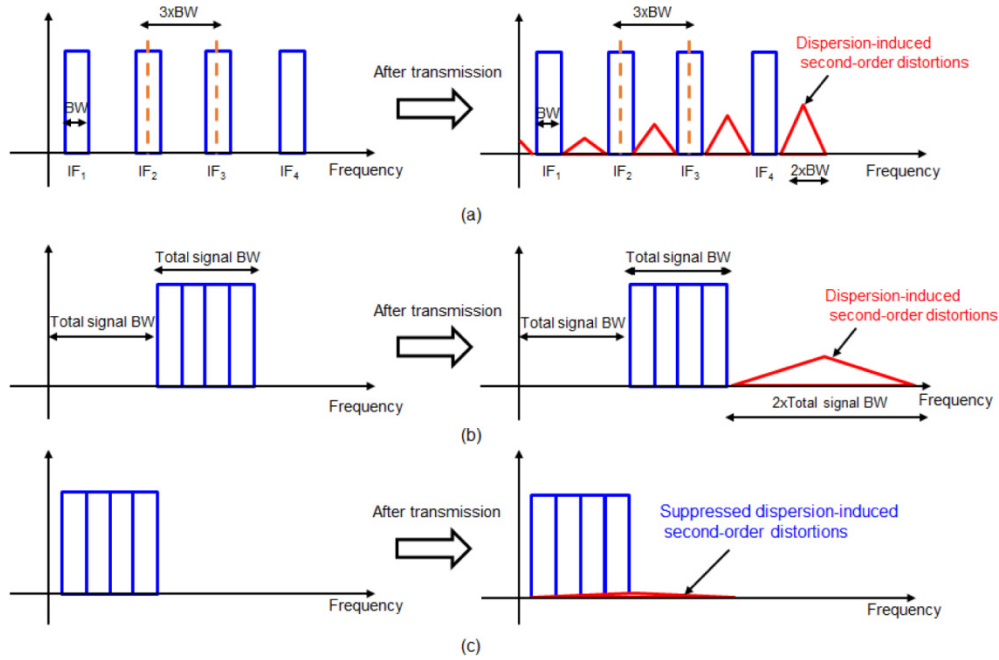 3xBW
BW
IF1
IF2
IF3
IF4
Frequency
After transmission
3xBW
Dispersion-induced
second-order distortions
BW
IF1
IF2
IF3
IF4
2xBW
Frequency
(a)
Total signal BW
Total signal BW
Frequency
After transmission
Total signal BW
Total signal BW
Dispersion-induced
second-order distortions
Frequency
2xTotal signal BW
(b)
Frequency
After transmission
Suppressed dispersion-induced
second-order distortions
Frequency
(c)